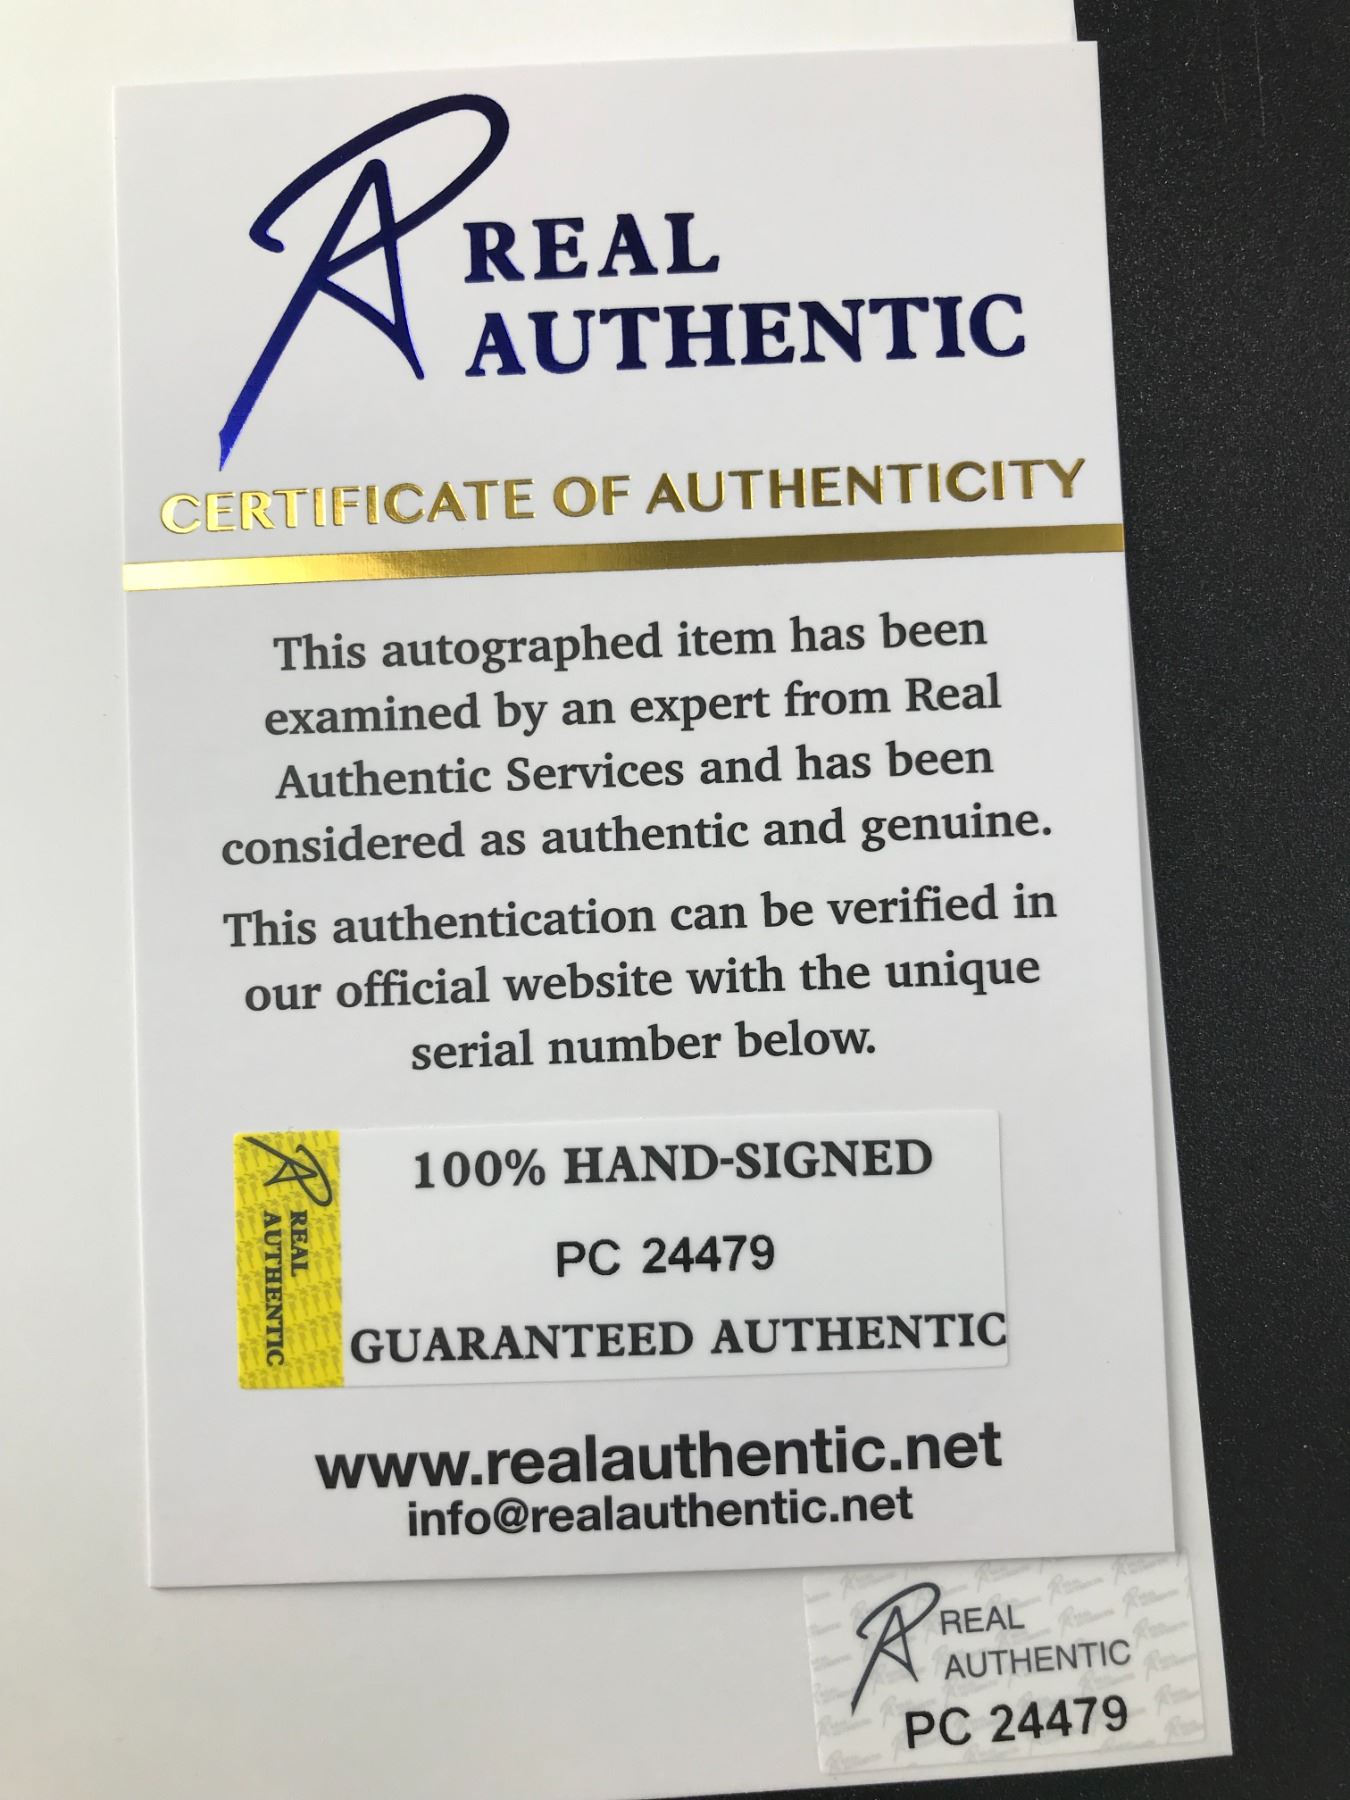 REAL
AUTHENTIC
CERTIFICATE OF AUTHENTICITY
This autographed item has been
examined by an expert from Real
Authentic Services and has been
considered as authentic and genuine.
This authentication can be verified in
our official website with the unique
serial number below.
REAL
AUTHENTIC
100% HAND-SIGNED
PC 24479
GUARANTEED AUTHENTIC
www.realauthentic.net
info@realauthentic.net
REAL
AUTHENTIC
PC 24479